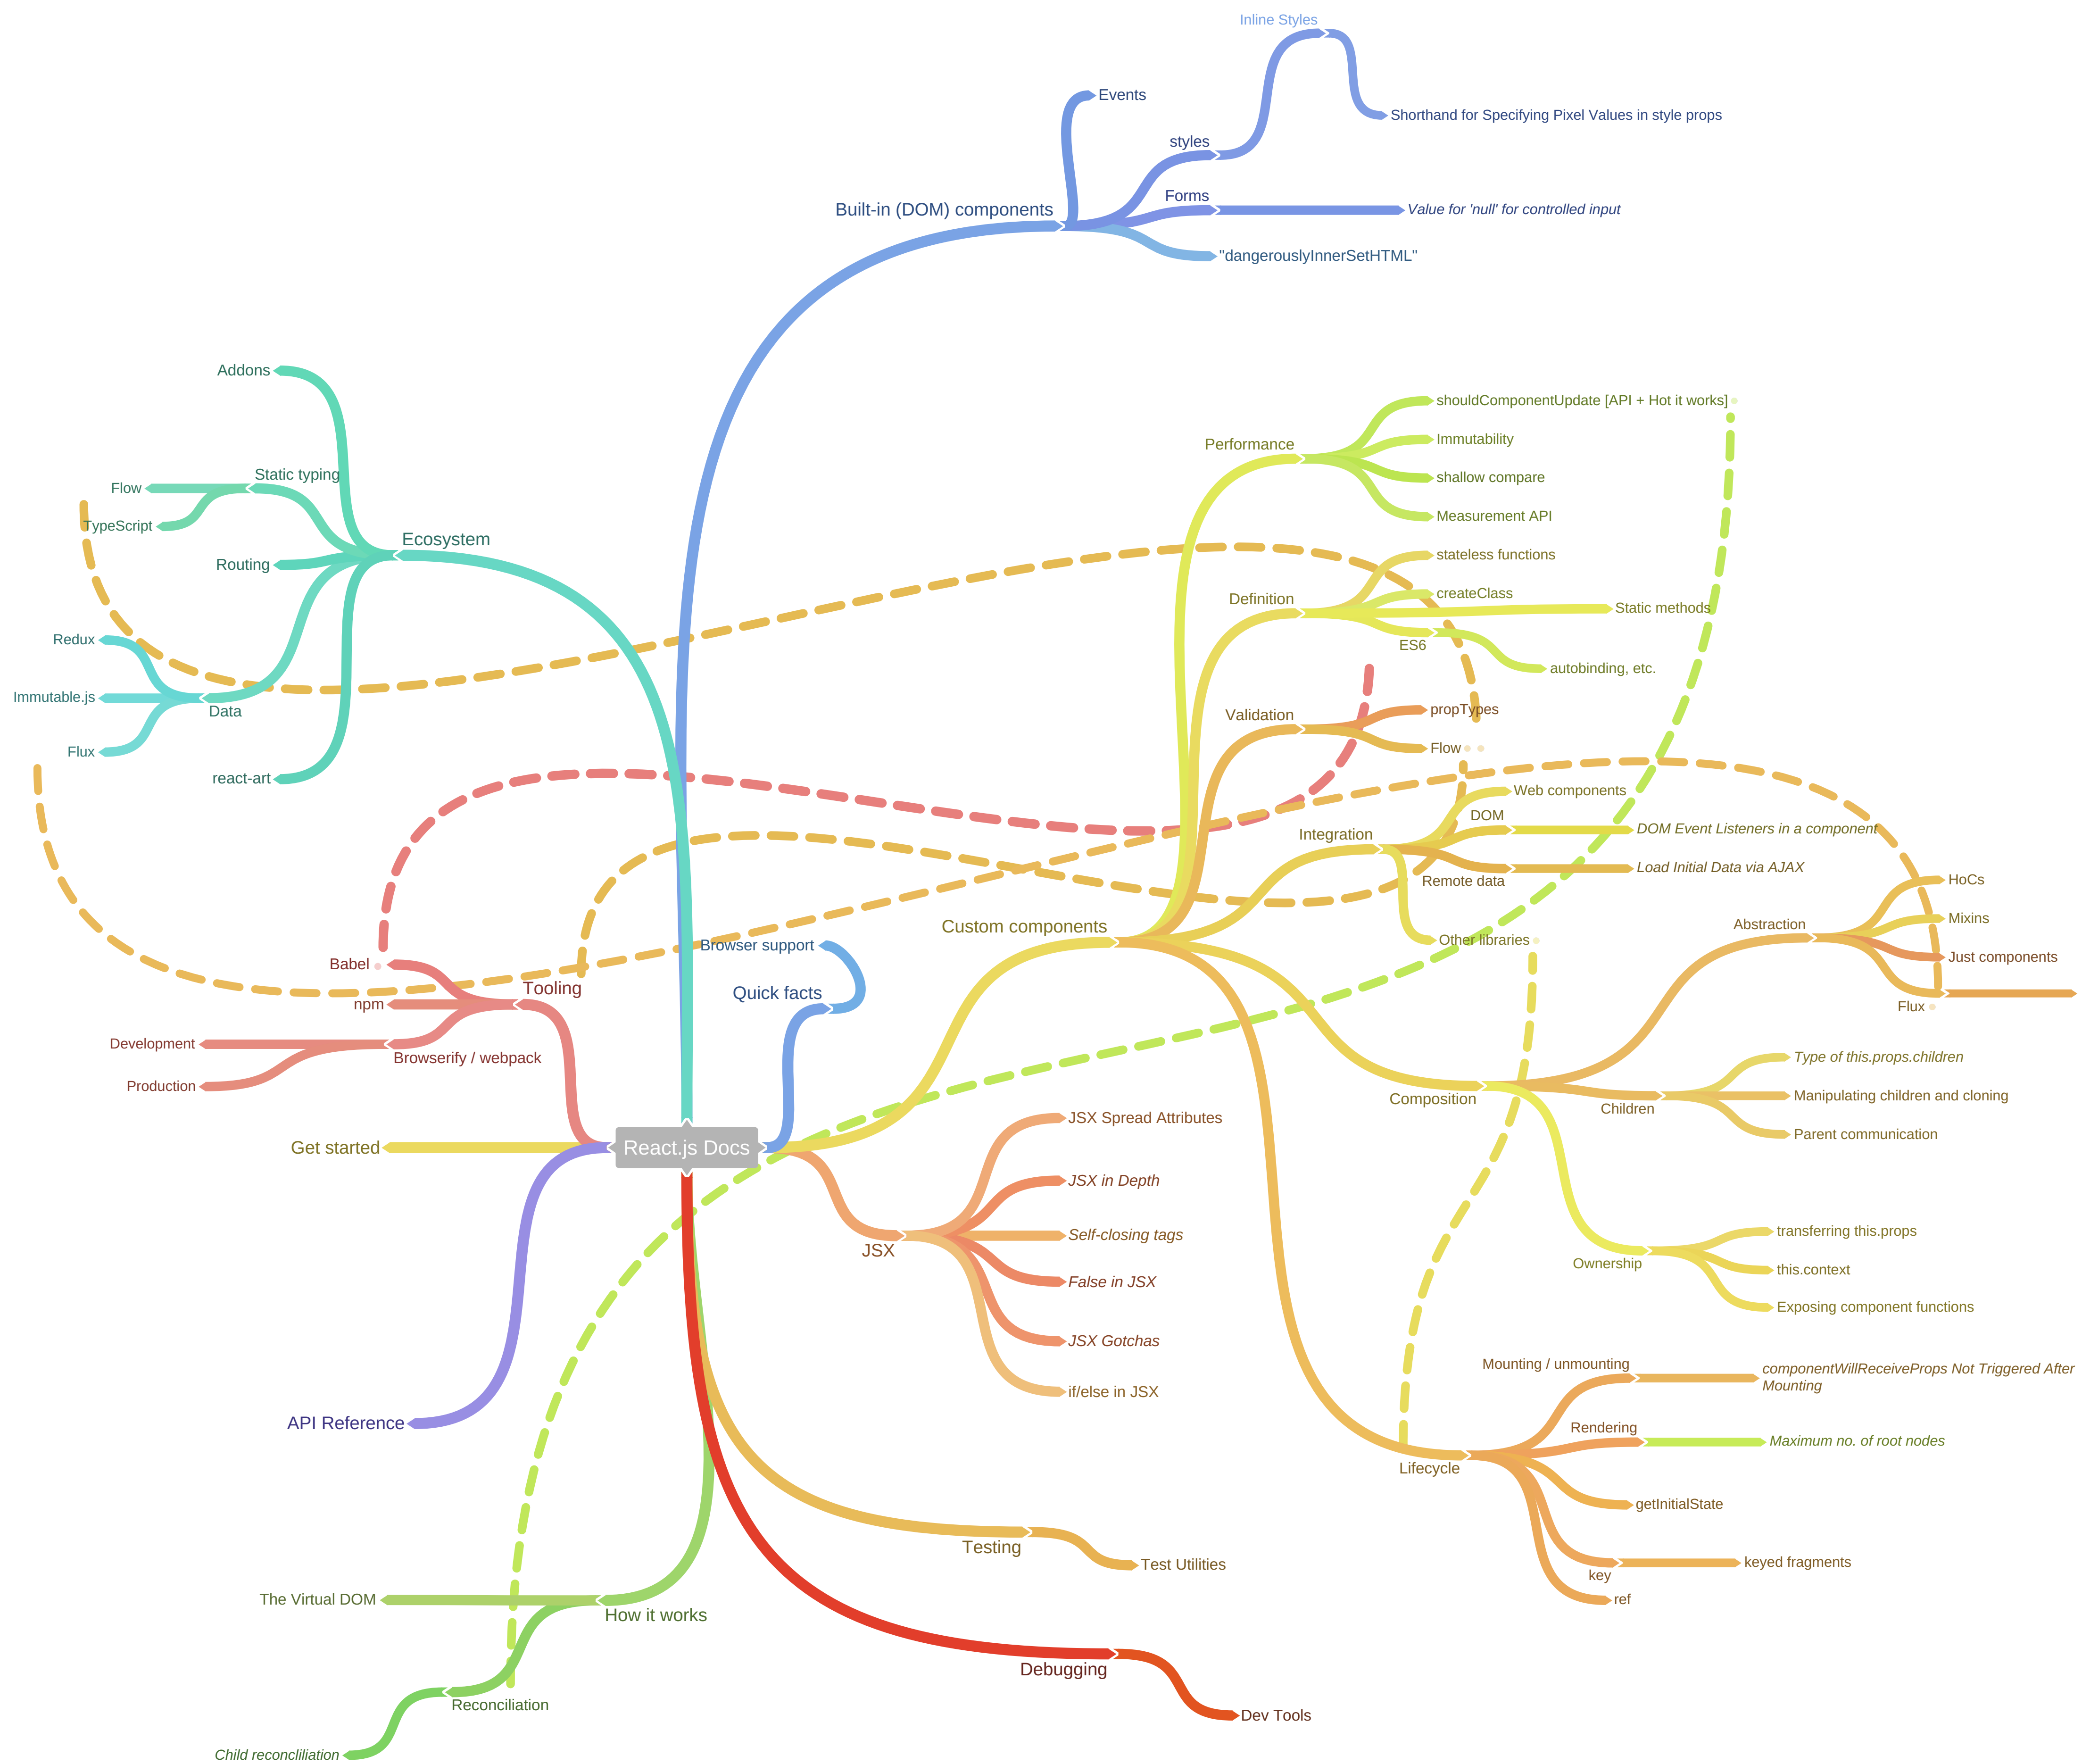 Inline Styles
Events
Shorthand for Specifying Pixel Values in style props
styles
Forms
Value for 'null' for controlled input
Built-in (DOM) components
"dangerouslyInnerSetHTML"
Addons
Static typing
Flow
TypeScript
Ecosystem
Routing
Redux
Immutable.js
Data
Flux
react-art
shouldComponentUpdate [API + Hot it works]
Performance
Immutability
shallow compare
Measurement API
stateless functions
Definition
createClass
Static methods
ES6
autobinding, etc.
Validation
propTypes
Flow
Web components
Integration
DOM
DOM Event Listeners in a component
Remote data
Load Initial Data via AJAX
Other libraries
Custom components
Browser support
Quick facts
Babel
Tooling
npm
Development
Browserify / webpack
Production
Abstraction
HoCs
Mixins
Just components
Flux
Composition
Children
Type of this.props.children
Manipulating children and cloning
Parent communication
Get started
React.js Docs
JSX Spread Attributes
JSX in Depth
Self-closing tags
JSX
False in JSX
JSX Gotchas
if/else in JSX
Ownership
transferring this.props
this.context
Exposing component functions
API Reference
Mounting / unmounting
componentWillReceiveProps Not Triggered After
Mounting
Rendering
Maximum no. of root nodes
Lifecycle
getInitialState
key
keyed fragments
ref
Testing
Test Utilities
The Virtual DOM
How it works
Reconciliation
Child reconcliliation
Debugging
Dev Tools